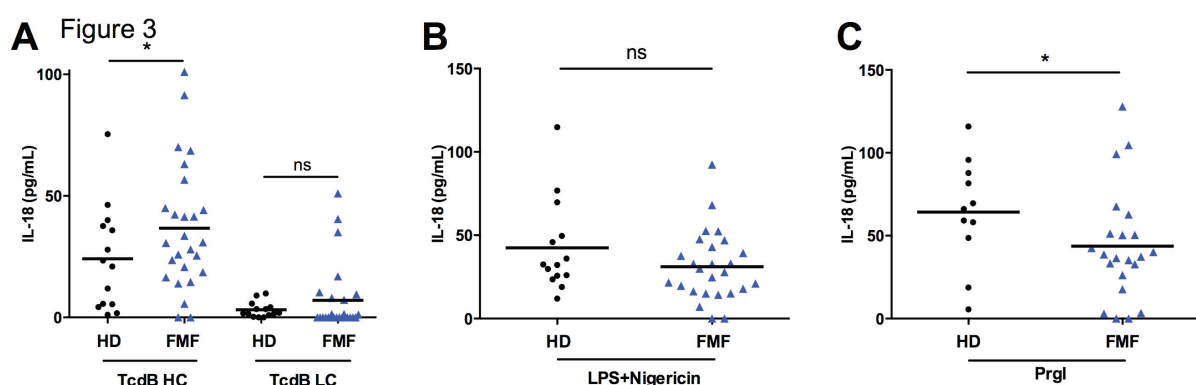 Figure 3
A
*
100
50
0
IL-18 (pg/mL)
ns
HD FMF HD FMF
TcdB HC TcdB LC
B
ns
150
100
50
0
IL-18 (pg/mL)
HD FMF
LPS+Nigericin
C
*
150
100
50
0
IL-18 (pg/mL)
HD FMF
PrgI